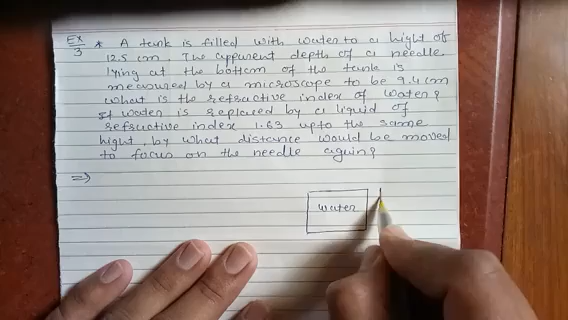 Ex
3
* A tank is filled with water to a hight of
12.5 cm. The apparent depth of a needle
lying at the bottom of the tank is
measured by a microscope to be 9.4 cm
what is the refractive index of water?
If water is replaced by a liquid of
refractive index 1.63 upto the same
hight, by what distance would be moved
to focus on the needle again?
⇒
water